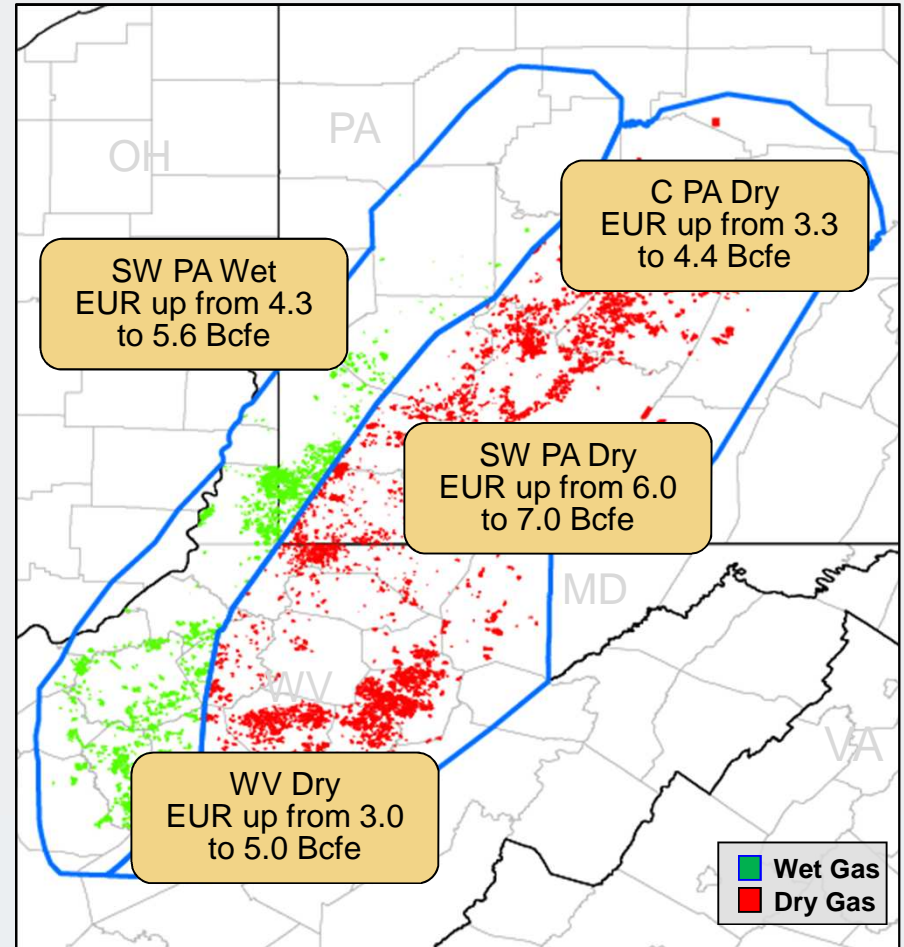 PA
OH
C PA Dry
EUR up from 3.3
to 4.4 Bcfe
SW PA Wet
EUR up from 4.3
to 5.6 Bcfe
SW PA Dry
EUR up from 6.0
to 7.0 Bcfe
MD
WV
VA
WV Dry
EUR up from 3.0
to 5.0 Bcfe
Wet Gas
Dry Gas